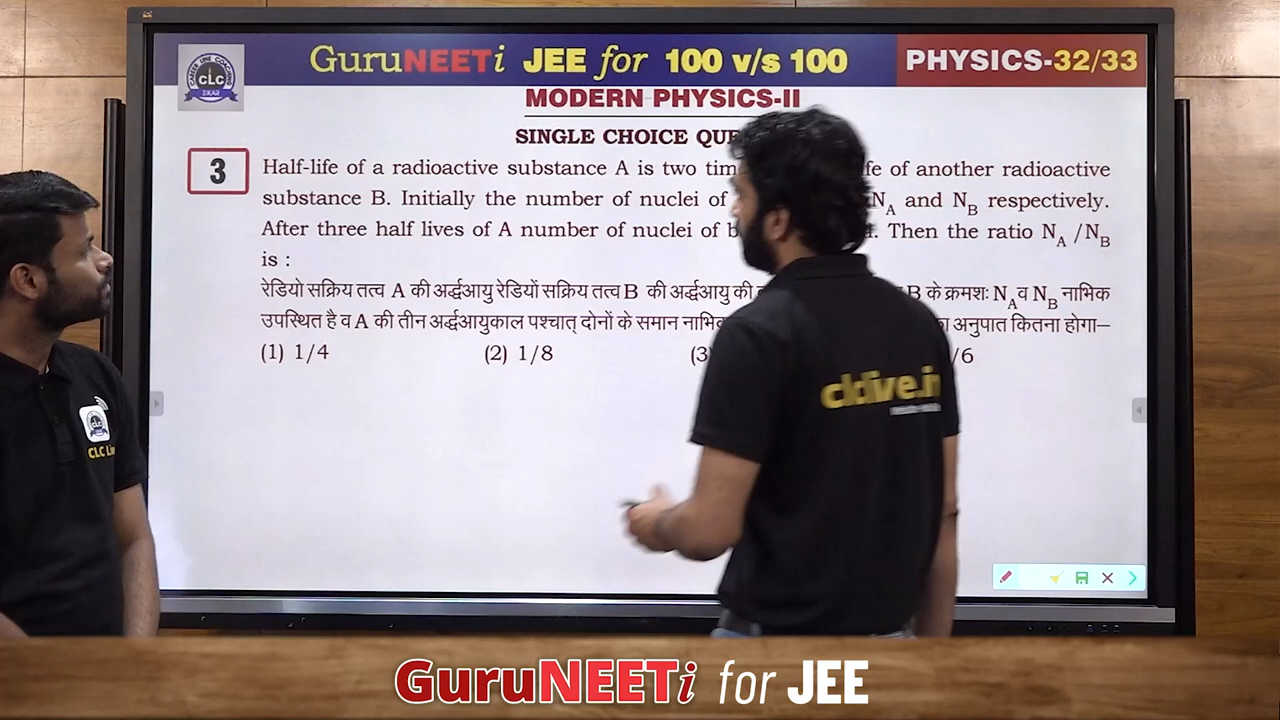 GuruNEETi JEE for 100 v/s 100
PHYSICS-32/33
CLC
SIKAR
MODERN PHYSICS-II
SINGLE CHOICE
3
Half-life of a radioactive substance A is two of another radioactive
substance B. Initially the number of nuclei of N_A and N_B respectively.
After three half lives of A number of nuclei of Then the ratio N_A /N_B
is :
रेडियो सक्रिय तत्व A की अर्द्धआयु रेडियों सक्रिय तत्व B की अर्द्धआयु की B के क्रमशः N_A व N_B नाभिक
उपस्थित है व A की तीन अर्द्धआयुकाल पश्चात् दोनों के समान अनुपात कितना होगा–
(1) 1/4 (2) 1/8 (3) /6
CLC
clclive.in
GuruNEETi for JEE